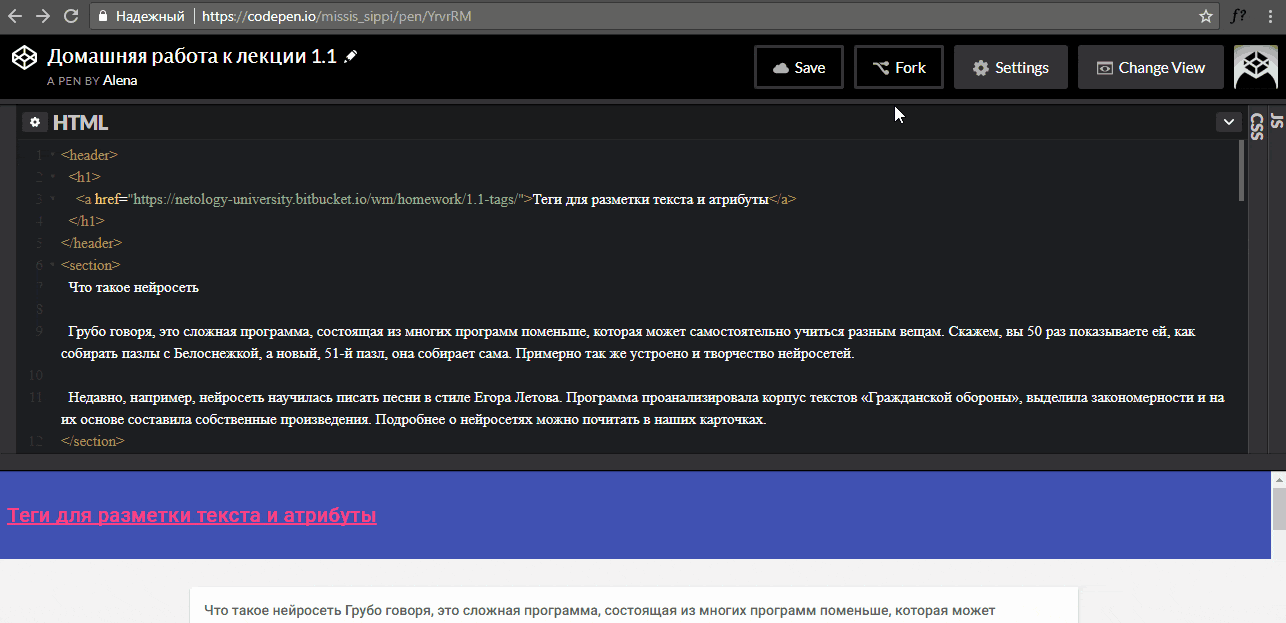 Надежный https://codepen.io/missis_sippi/pen/YrvrRM f?
Домашняя работа к лекции 1.1
A PEN BY Alena
Save Fork Settings Change View
HTML
CSS
JS
1 <header>
2 <h1>
3 <a href="https://netology-university.bitbucket.io/wm/homework/1.1-tags/">Теги для разметки текста и атрибуты</a>
4 </h1>
5 </header>
6 <section>
7 Что такое нейросеть
8
9 Грубо говоря, это сложная программа, состоящая из многих программ поменьше, которая может самостоятельно учиться разным вещам. Скажем, вы 50 раз показываете ей, как
собирать пазлы с Белоснежкой, а новый, 51-й пазл, она собирает сама. Примерно так же устроено и творчество нейросетей.
10
11 Недавно, например, нейросеть научилась писать песни в стиле Егора Летова. Программа проанализировала корпус текстов «Гражданской обороны», выделила закономерности и на
их основе составила собственные произведения. Подробнее о нейросетях можно почитать в наших карточках.
12 </section>
Теги для разметки текста и атрибуты
Что такое нейросеть Грубо говоря, это сложная программа, состоящая из многих программ поменьше, которая может